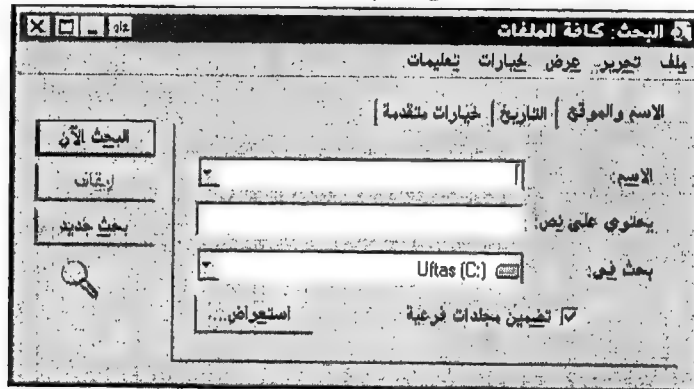 البحث: كافة الملفات
ملف تحرير عرض خيارات تعليمات
الاسم والموقع التاريخ خيارات متقدمة
البحث الآن
الاسم:
إيقاف
يحتوي على نص:
بحث جديد
بحث في:
Uftas (C:)
تضمين مجلدات فرعية
استعراض...